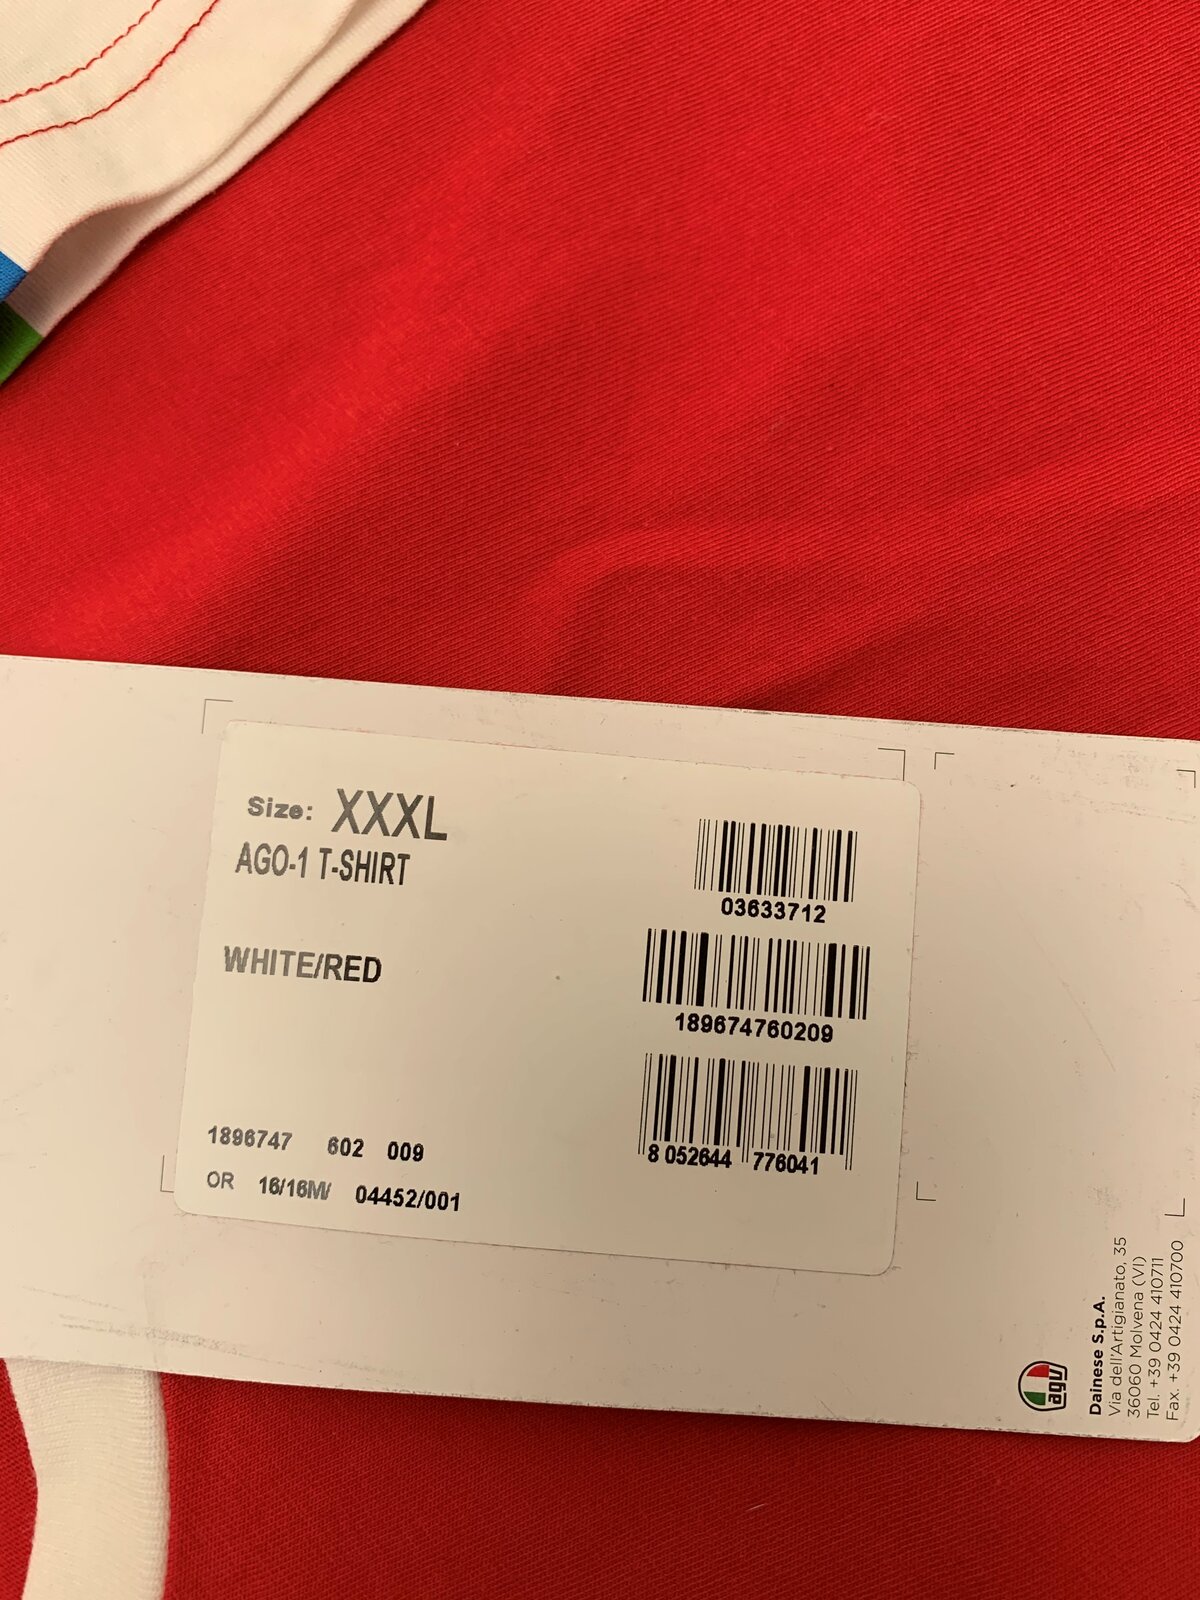 Size: XXXL
AGO-1 T-SHIRT
WHITE/RED
1896747 602 009
OR 16/16M/ 04452/001
03633712
189674760209
8 052644 776041
agv
Dainese S.p.A.
Via dell'Artigianato, 35
36060 Molvena (VI)
Tel. +39 0424 410711
Fax. +39 0424 410700